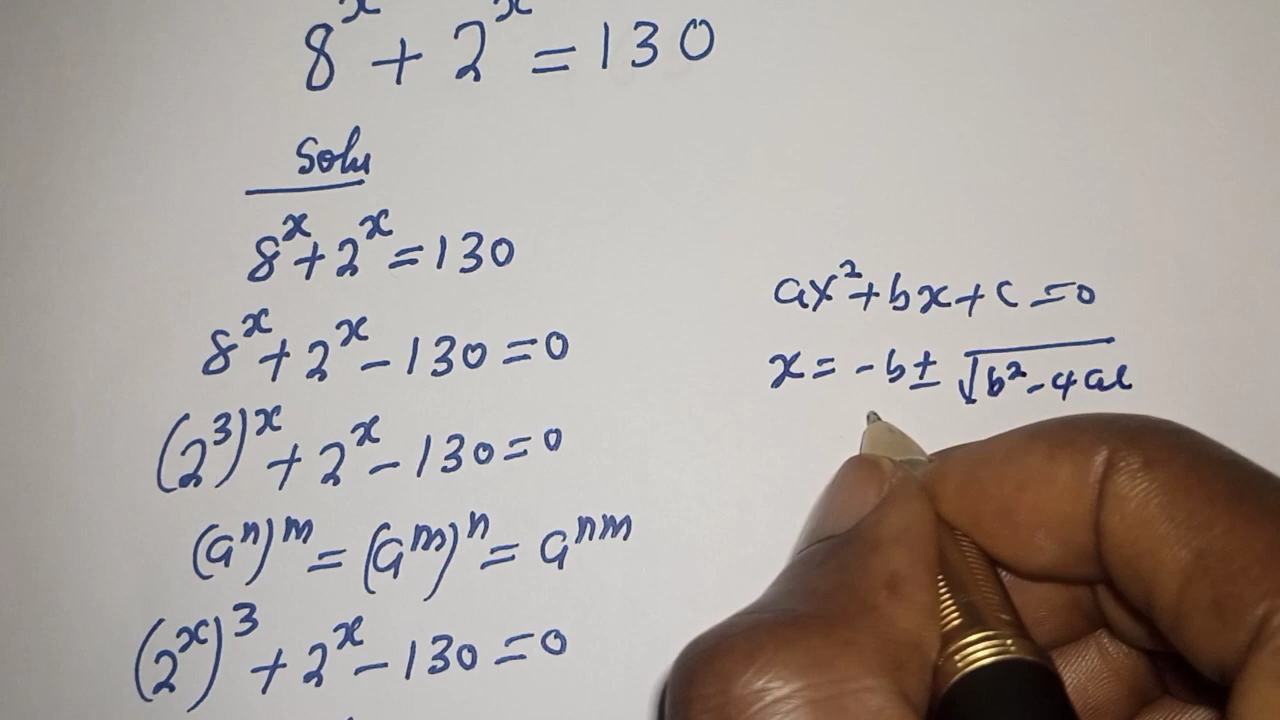 8^x + 2^x = 130
Solu
8^x + 2^x = 130
8^x + 2^x - 130 = 0
(2^3)^x + 2^x - 130 = 0
(a^n)^m = (a^m)^n = a^nm
(2^x)^3 + 2^x - 130 = 0
ax^2 + bx + c = 0
x = -b ± √b^2 - 4ac